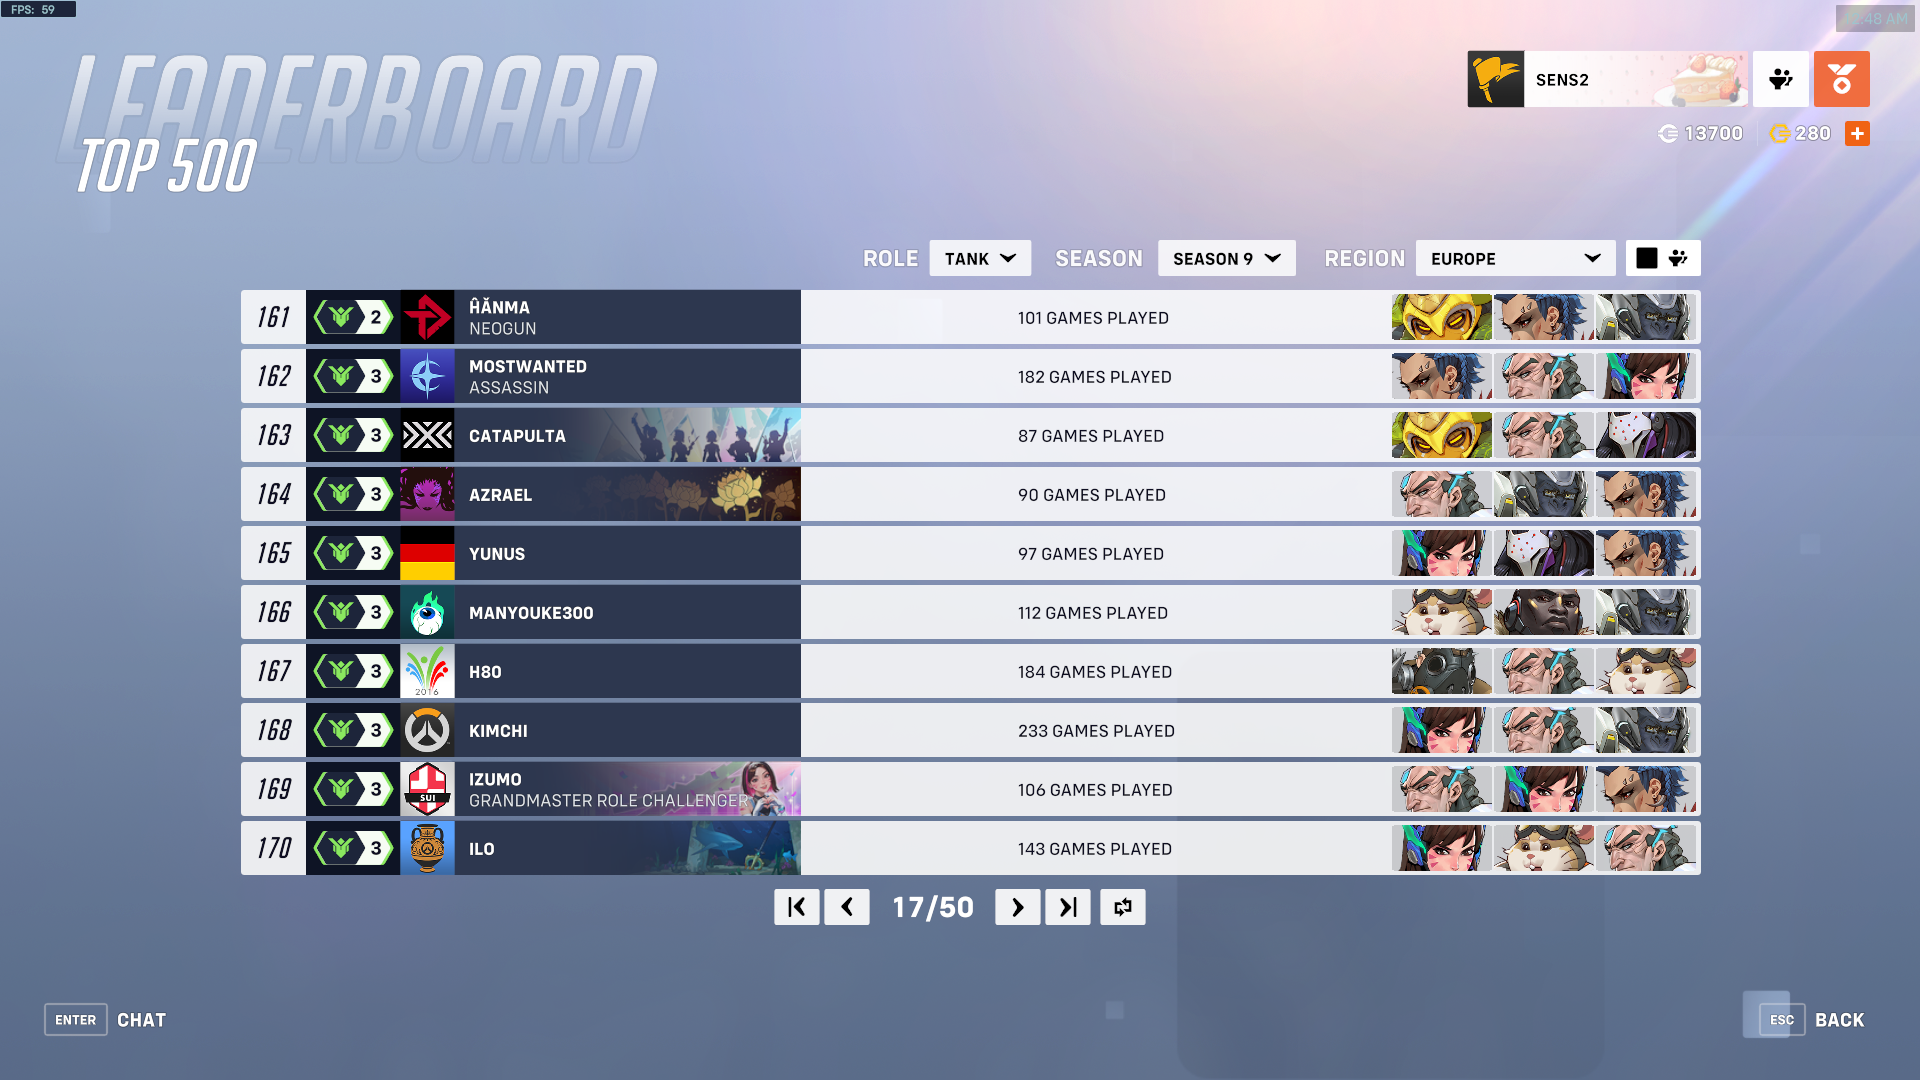 FPS: 59
:48 AM
LEADERBOARD
TOP 500
SENS2
13700
280
ROLE
TANK
SEASON
SEASON 9
REGION
EUROPE
161
2
ĤĂNMA
NEOGUN
101 GAMES PLAYED
162
3
MOSTWANTED
ASSASSIN
182 GAMES PLAYED
163
3
CATAPULTA
87 GAMES PLAYED
164
3
AZRAEL
90 GAMES PLAYED
165
3
YUNUS
97 GAMES PLAYED
166
3
MANYOUKE300
112 GAMES PLAYED
167
3
2016
H80
184 GAMES PLAYED
168
3
KIMCHI
233 GAMES PLAYED
169
3
SUI
IZUMO
GRANDMASTER ROLE CHALLENGER
106 GAMES PLAYED
170
3
ILO
143 GAMES PLAYED
17/50
ENTER
CHAT
ESC
BACK